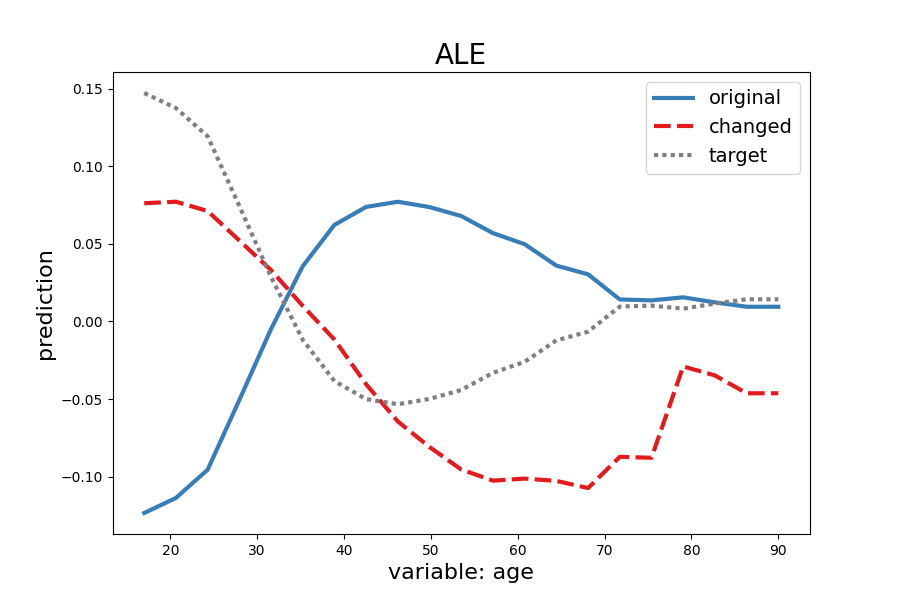 ALE
original
changed
target
0.15
0.10
0.05
0.00
−0.05
−0.10
prediction
20 30 40 50 60 70 80 90
variable: age